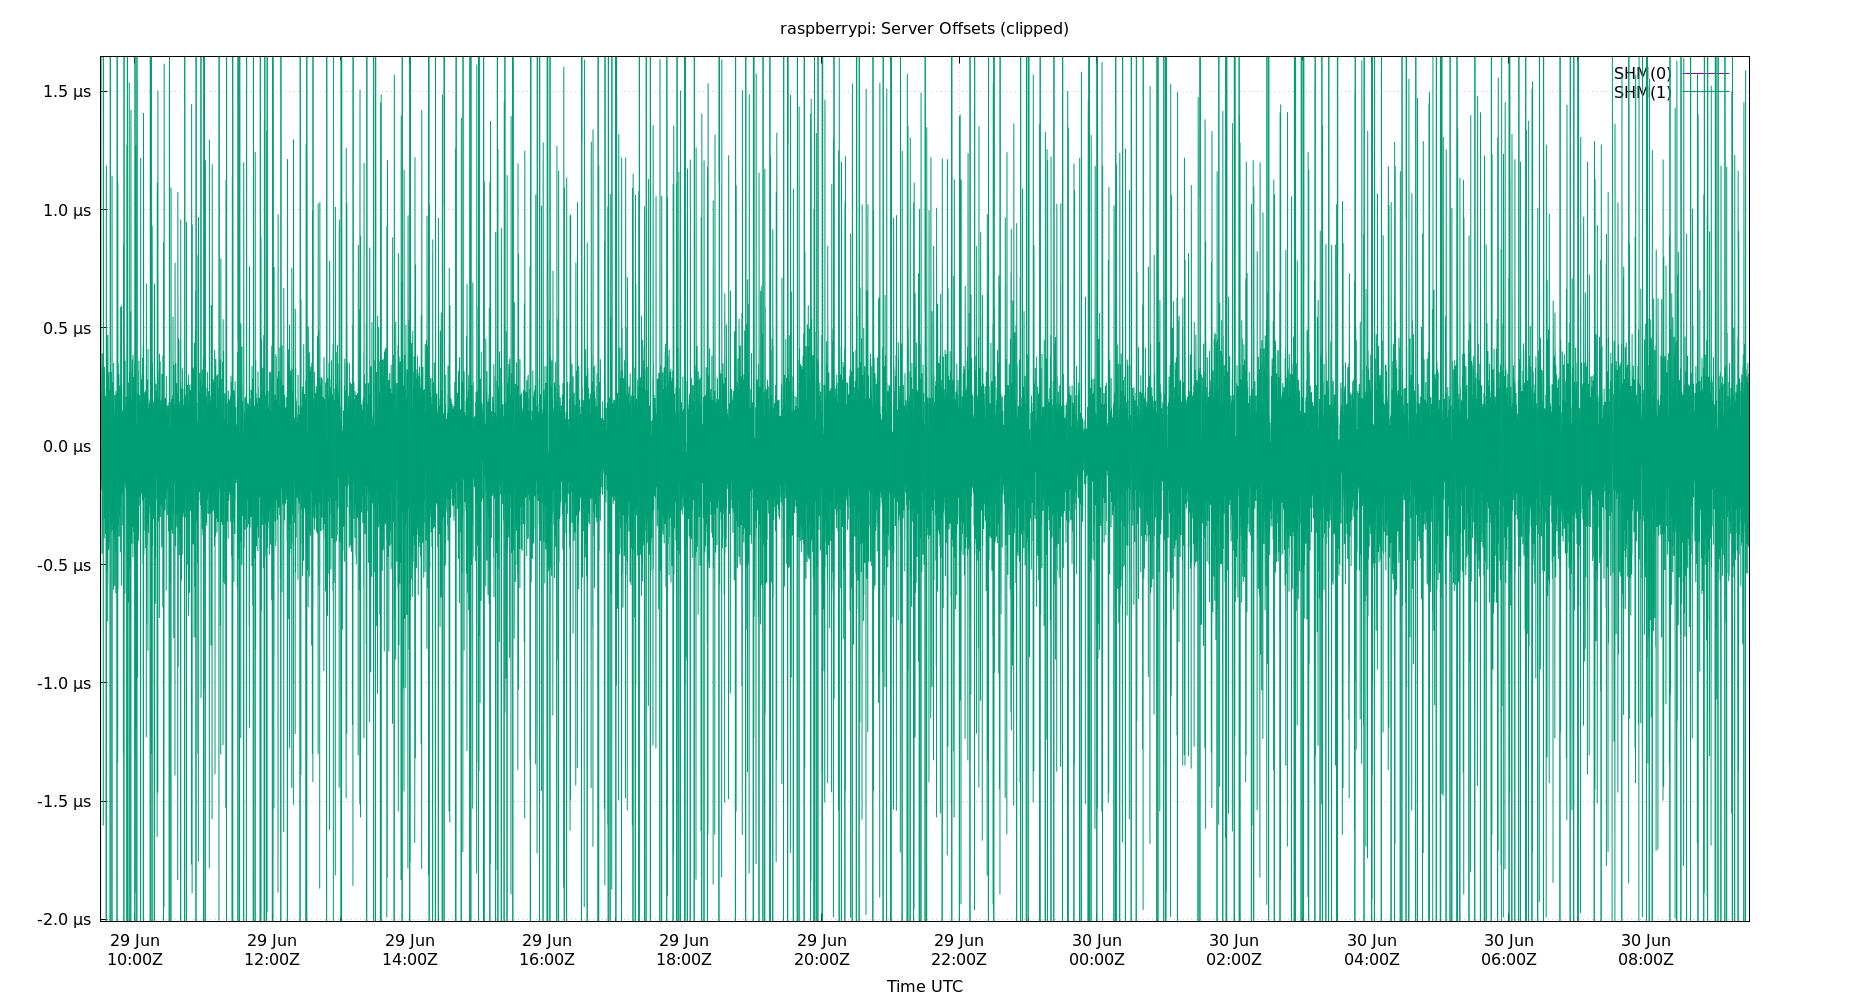 raspberrypi: Server Offsets (clipped)
SHM(0)
SHM(1)
1.5 µs
1.0 µs
0.5 µs
0.0 µs
-0.5 µs
-1.0 µs
-1.5 µs
-2.0 µs
29 Jun 29 Jun 29 Jun 29 Jun 29 Jun 29 Jun 29 Jun 30 Jun 30 Jun 30 Jun 30 Jun 30 Jun
10:00Z 12:00Z 14:00Z 16:00Z 18:00Z 20:00Z 22:00Z 00:00Z 02:00Z 04:00Z 06:00Z 08:00Z
Time UTC